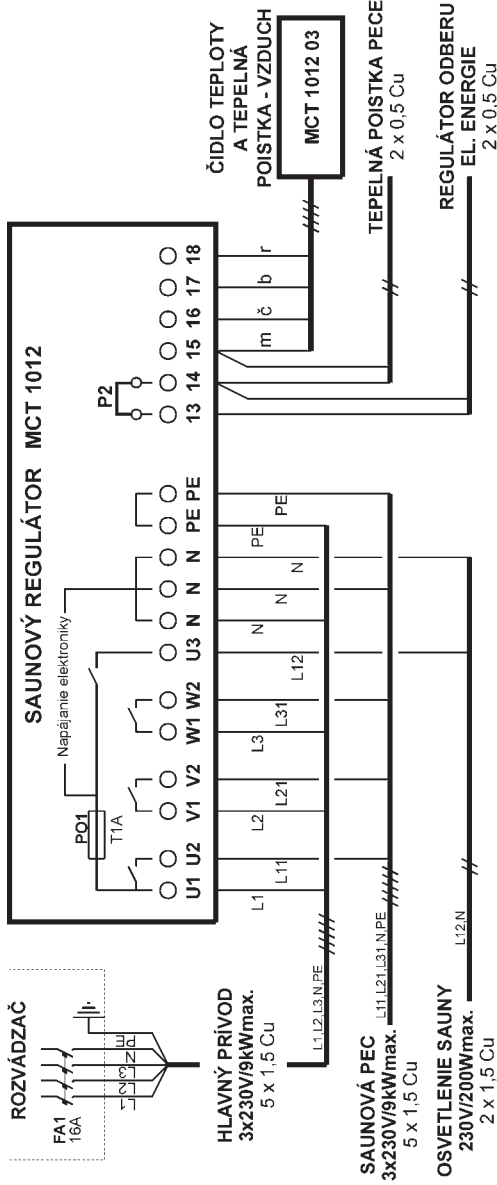 ROZVÁDZAČ
FA1
16A
L1
L2
L3
N
PE
SAUNOVÝ REGULÁTOR MCT 1012
Napájanie elektroniky
PO1
T1A
P2
U1 U2 V1 V2 W1 W2 U3 N N N PE PE 13 14 15 16 17 18
L1 L11 L2 L21 L3 L31 L12 N N N PE PE m č b r
ČIDLO TEPLOTY
A TEPELNÁ
POISTKA - VZDUCH
MCT 1012 03
TEPELNÁ POISTKA PECE
2 x 0,5 Cu
REGULÁTOR ODBERU
EL. ENERGIE
2 x 0.5 Cu
HLAVNÝ PRÍVOD
3x230V/9kWmax.
5 x 1,5 Cu
L1,L2,L3,N,PE
SAUNOVÁ PEC
3x230V/9kWmax.
5 x 1,5 Cu
L11,L21,L31,N,PE
OSVETLENIE SAUNY
230V/200Wmax.
2 x 1,5 Cu
L12,N